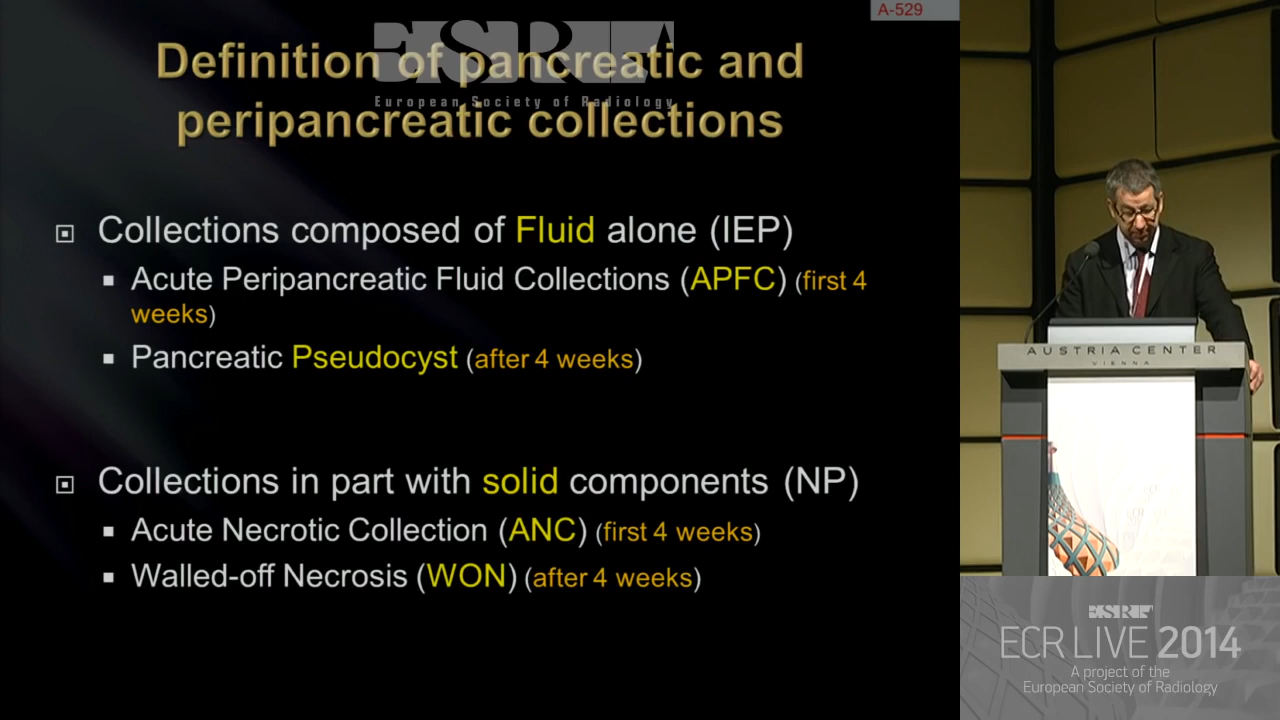 A-529
ESR
European Society of Radiology
Definition of pancreatic and
peripancreatic collections
Collections composed of Fluid alone (IEP)
Acute Peripancreatic Fluid Collections (APFC) (first 4
weeks)
Pancreatic Pseudocyst (after 4 weeks)
Collections in part with solid components (NP)
Acute Necrotic Collection (ANC) (first 4 weeks)
Walled-off Necrosis (WON) (after 4 weeks)
AUSTRIA CENTER
VIENNA
ESR
ECR LIVE 2014
A project of the
European Society of Radiology